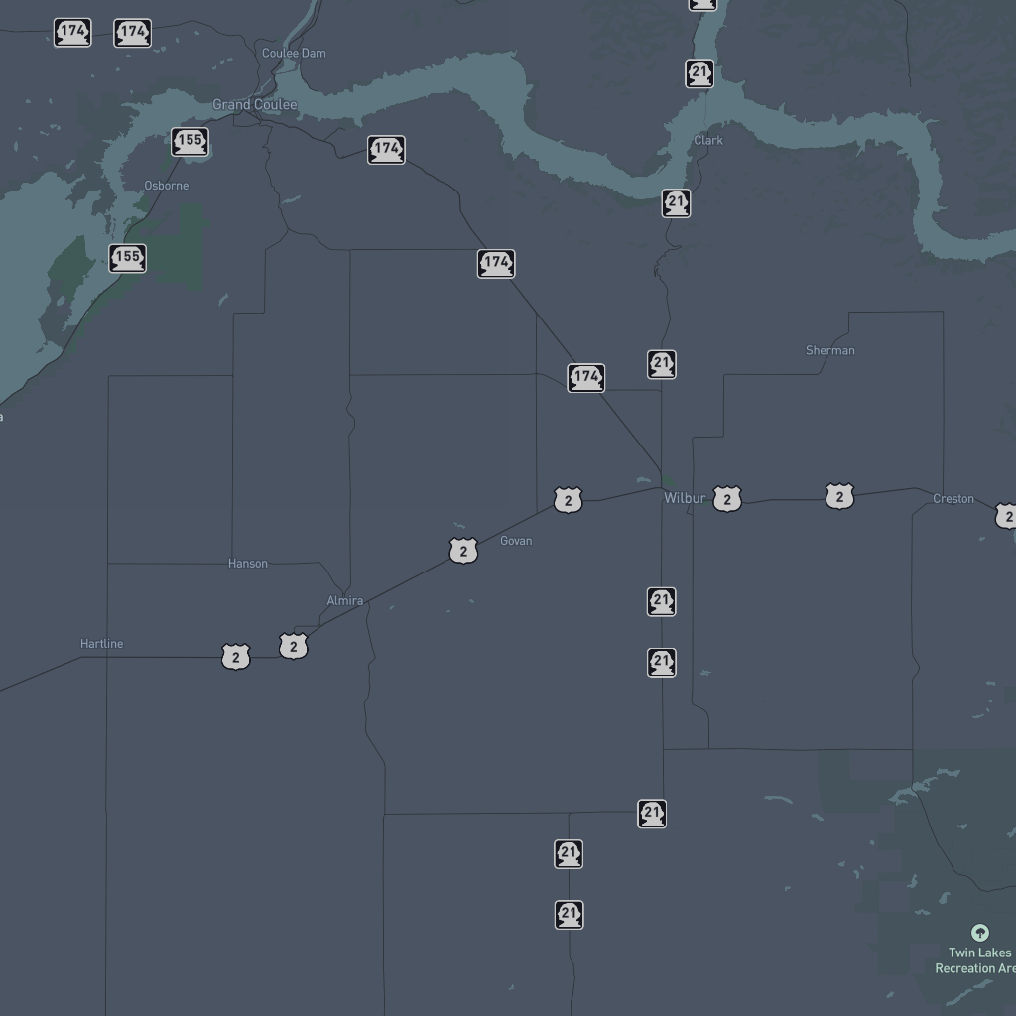 174
174
Coulee Dam
21
Grand Coulee
155
174
Clark
Osborne
21
155
174
Sherman
21
174
Wilbur
2
2
2
Creston
2
Govan
2
Hanson
Almira
21
Hartline
2
2
21
21
21
21
Twin Lakes
Recreation Are
a